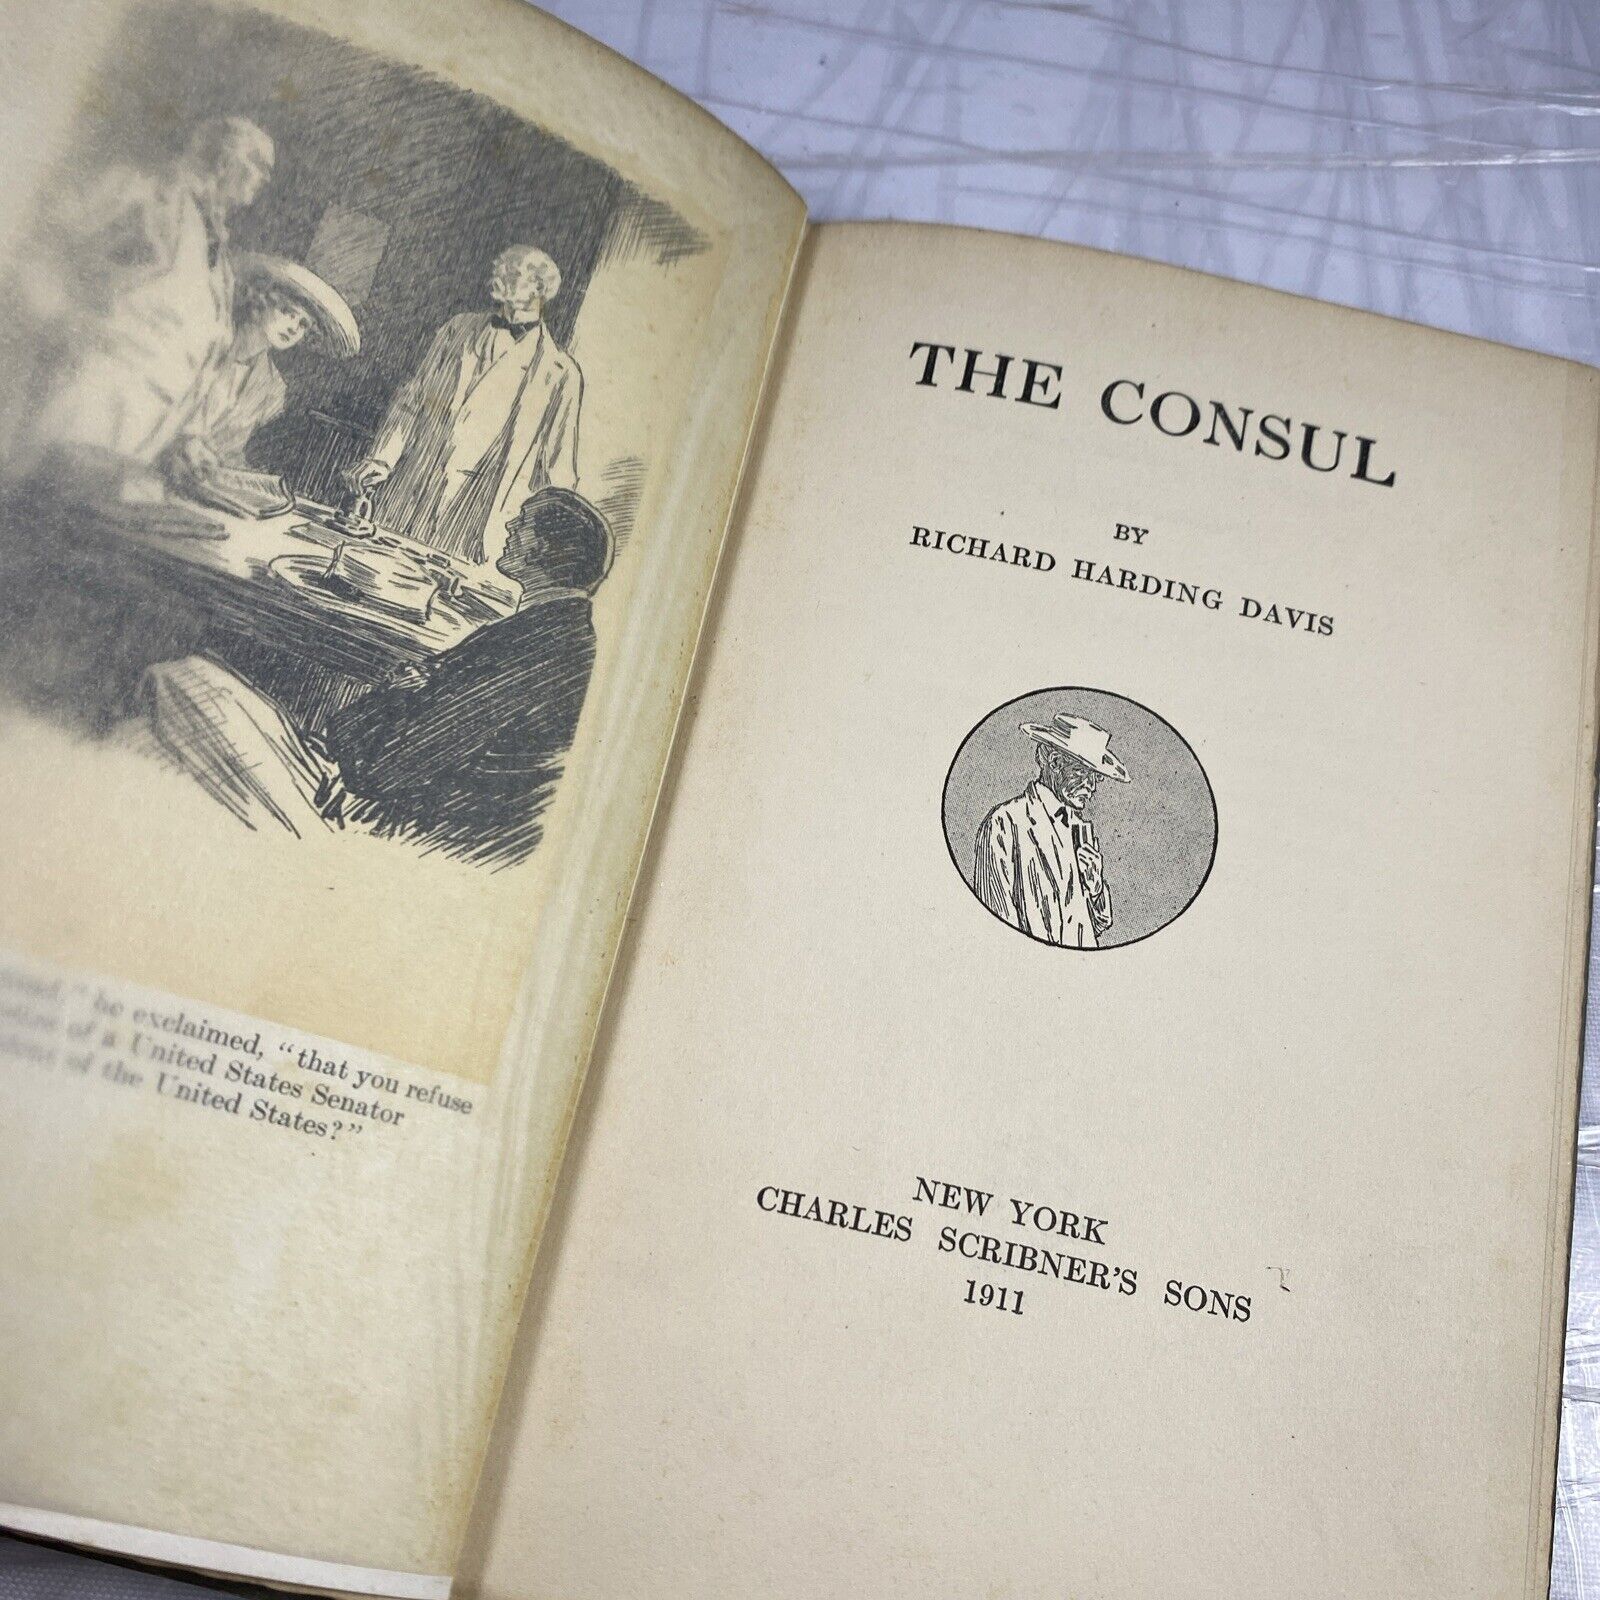 " he exclaimed, "that you refuse
of a United States Senator
of the United States?"
THE CONSUL
BY
RICHARD HARDING DAVIS
NEW YORK
CHARLES SCRIBNER'S SONS
1911